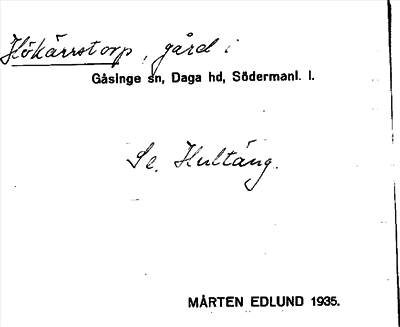 Hökärrstorp, gård i
Gåsinge sn, Daga hd, Södermanl. l.
Se. Hultäng.
MÅRTEN EDLUND 1935.